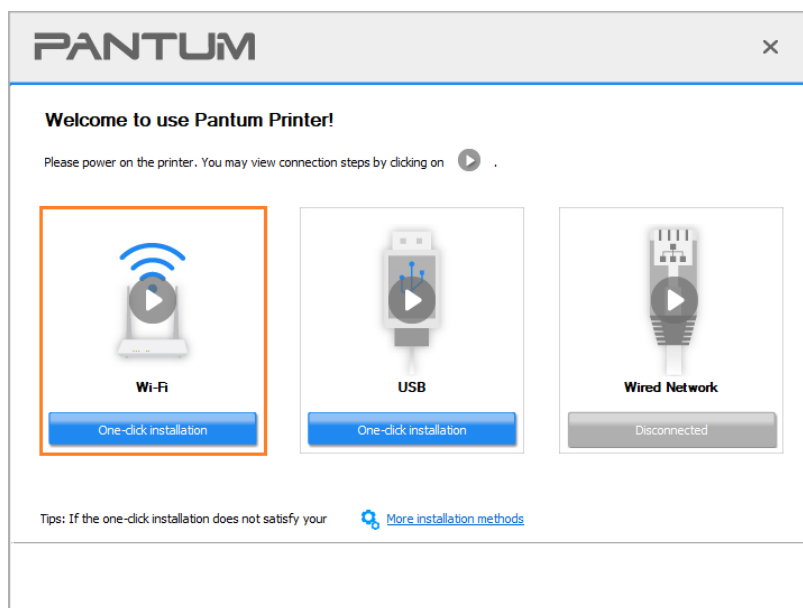 PANTUM
Welcome to use Pantum Printer!
Please power on the printer. You may view connection steps by clicking on .
Wi-Fi
USB
Wired Network
One-click installation
One-click installation
Disconnected
Tips: If the one-click installation does not satisfy your
More installation methods